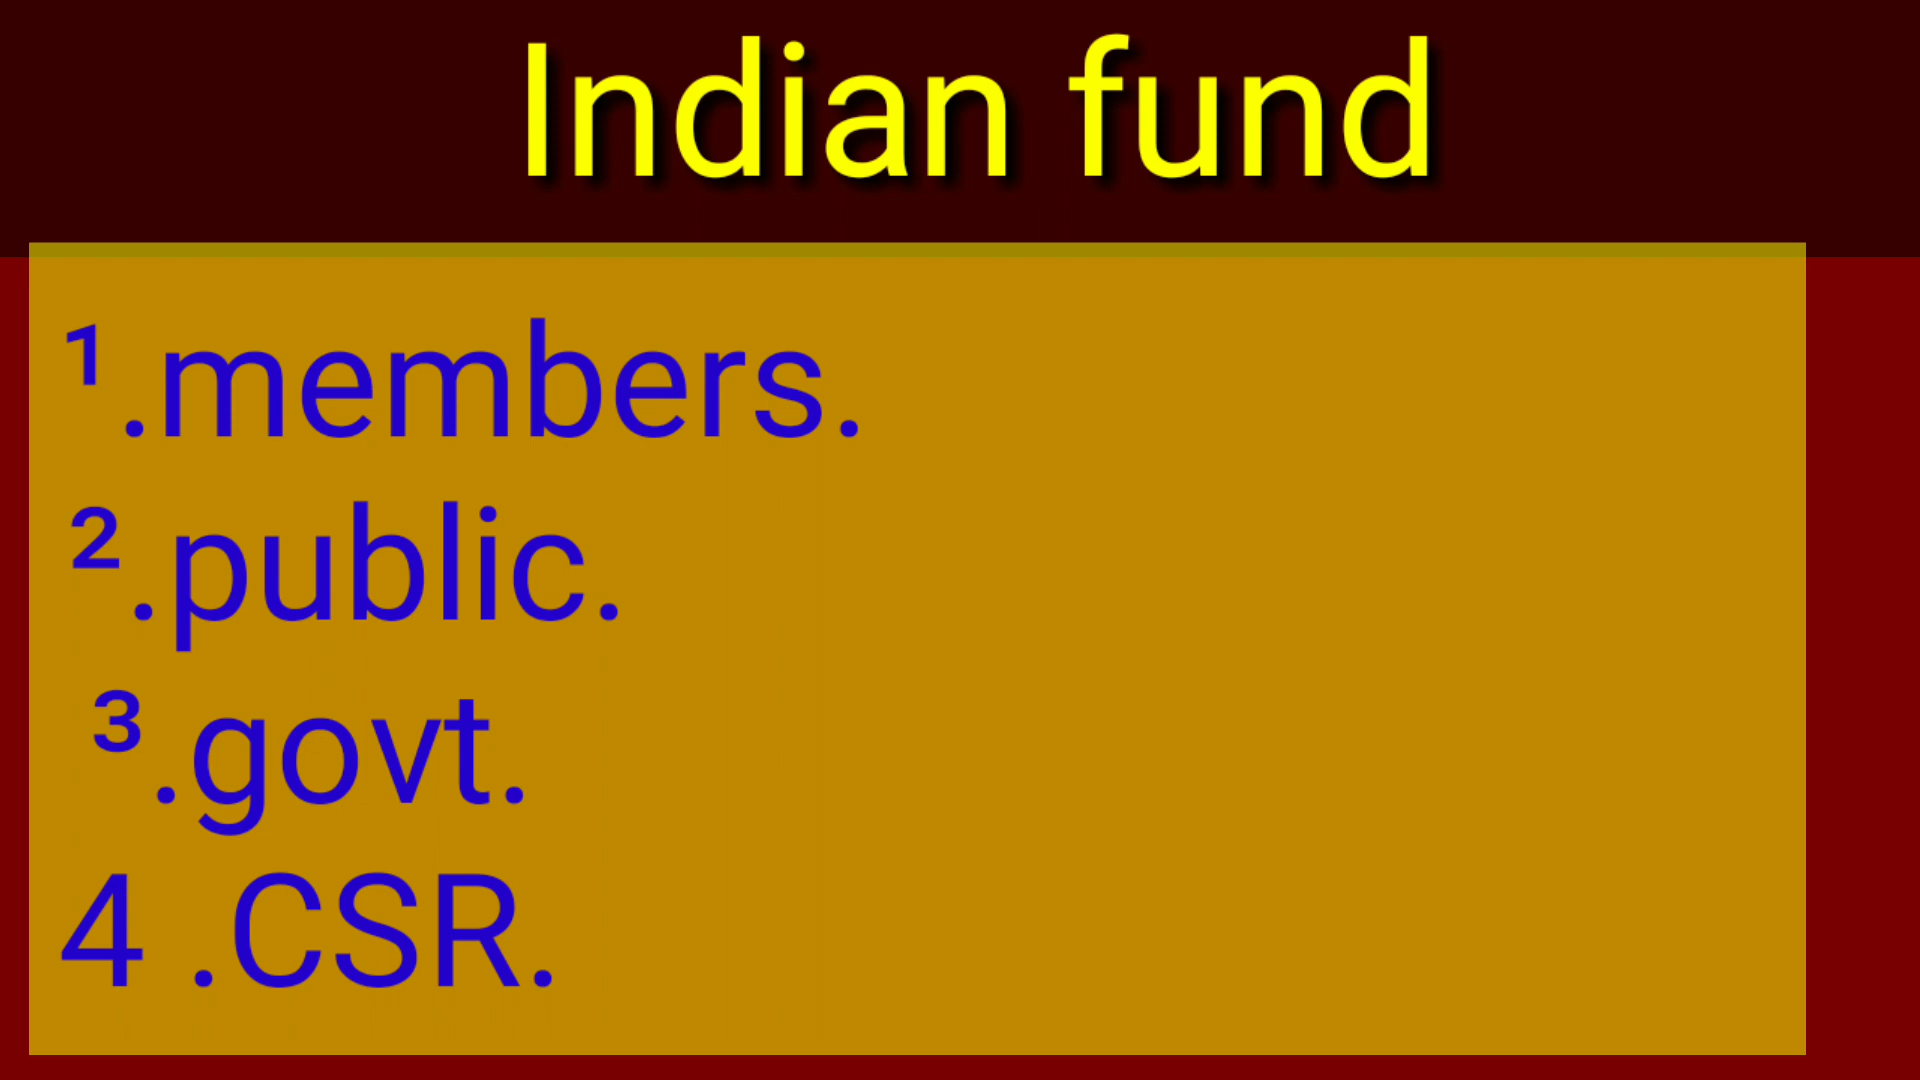 Indian fund
¹.members.
².public.
³.govt.
4 .CSR.